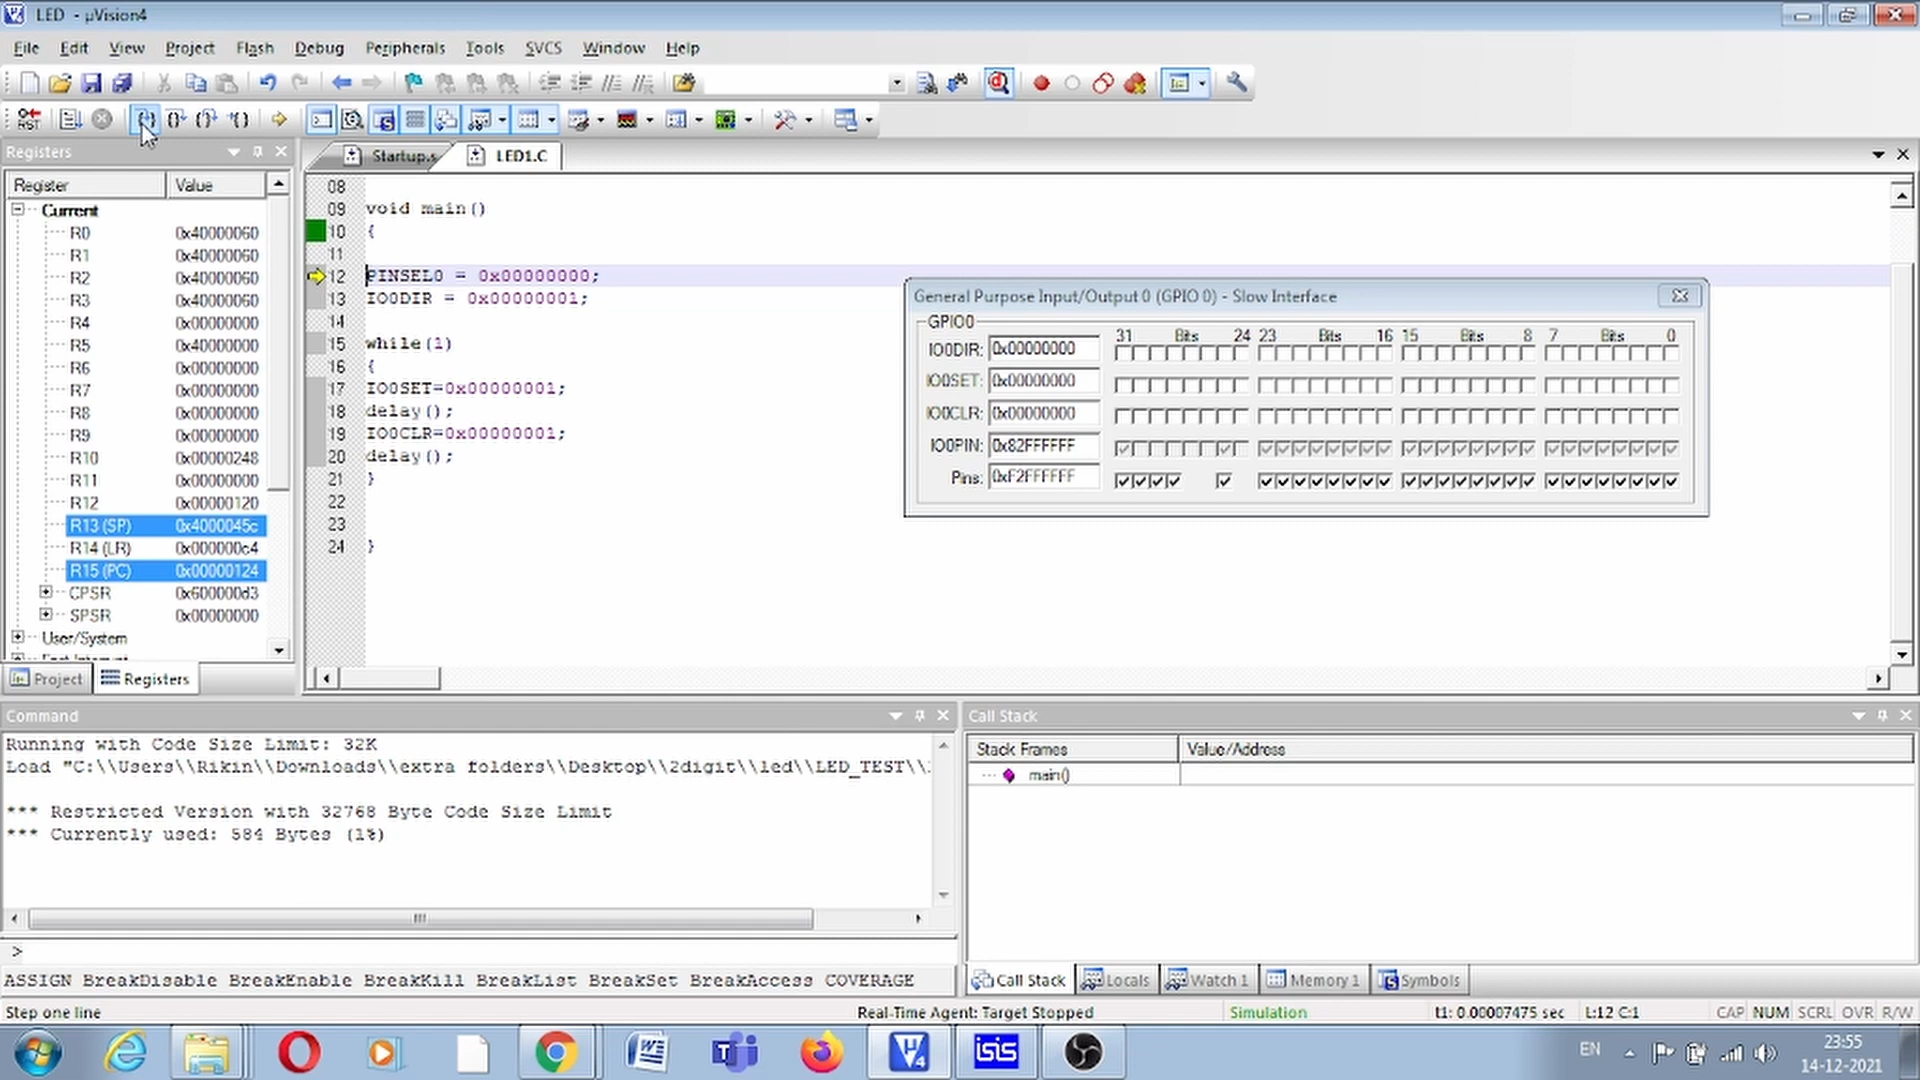 LED - µVision4
File Edit View Project Flash Debug Peripherals Tools SVCS Window Help
RST
Registers
Startup.s LED1.C
Register Value
Current
R0 0x40000060
R1 0x40000060
R2 0x40000060
R3 0x40000060
R4 0x00000000
R5 0x40000000
R6 0x00000000
R7 0x00000000
R8 0x00000000
R9 0x00000000
R10 0x00000248
R11 0x00000000
R12 0x00000120
R13 (SP) 0x4000045c
R14 (LR) 0x000000c4
R15 (PC) 0x00000124
CPSR 0x600000d3
SPSR 0x00000000
User/System
Project Registers
08
09 void main()
10 {
11
12 PINSEL0 = 0x00000000;
13 IO0DIR = 0x00000001;
14
15 while(1)
16 {
17 IO0SET=0x00000001;
18 delay();
19 IO0CLR=0x00000001;
20 delay();
21 }
22
23
24 }
General Purpose Input/Output 0 (GPIO 0) - Slow Interface
GPIO0
31 Bits 24 23 Bits 16 15 Bits 8 7 Bits 0
IO0DIR: 0x00000000
IO0SET: 0x00000000
IO0CLR: 0x00000000
IO0PIN: 0x82FFFFFF
Pins: 0xF2FFFFFF
Command
Running with Code Size Limit: 32K
Load "C:\\Users\\Rikin\\Downloads\\extra folders\\Desktop\\2digit\\led\\LED_TEST\\
*** Restricted Version with 32768 Byte Code Size Limit
*** Currently used: 584 Bytes (1%)
>
ASSIGN BreakDisable BreakEnable BreakKill BreakList BreakSet BreakAccess COVERAGE
Call Stack
Stack Frames Value/Address
main()
Call Stack Locals Watch 1 Memory 1 Symbols
Step one line Real-Time Agent: Target Stopped Simulation t1: 0.00007475 sec L:12 C:1 CAP NUM SCRL OVR R/W
isis
EN
23:55
14-12-2021